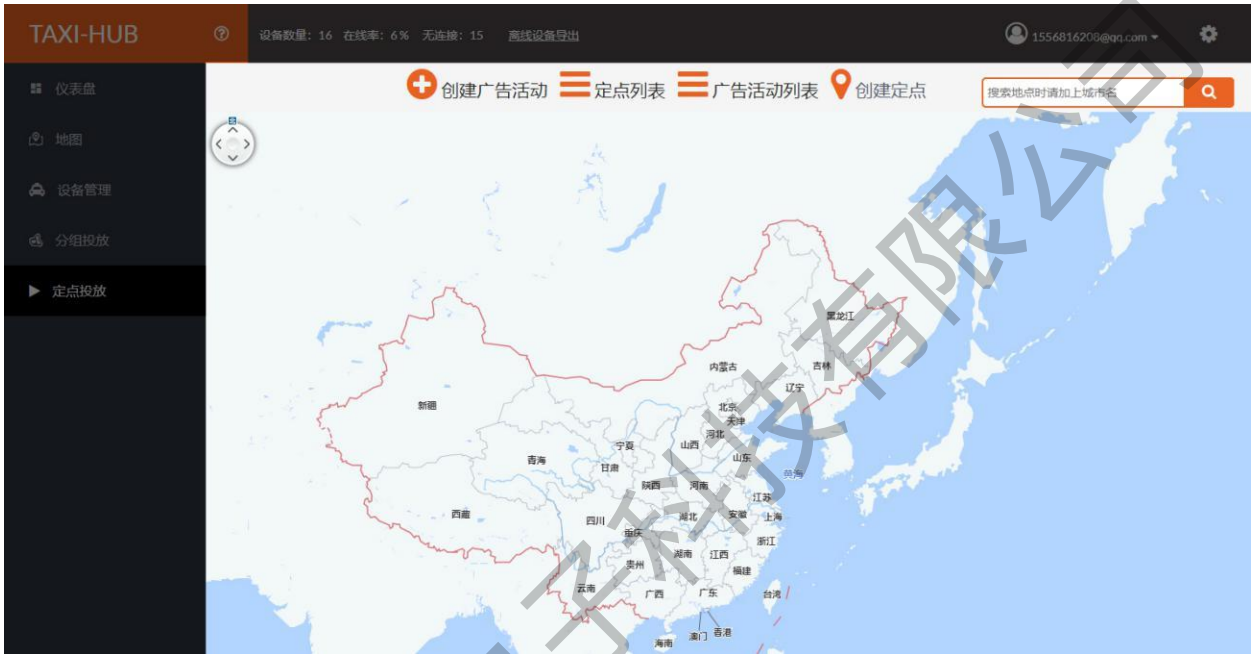 TAXI-HUB
设备数量: 16 在线率: 6% 无连接: 15 离线设备导出
1556816208@qq.com
仪表盘
地图
设备管理
分组投放
定点投放
创建广告活动 定点列表 广告活动列表 创建定点
搜索地点时请加上城市名
黑龙江
内蒙古
吉林
辽宁
新疆
北京
天津
河北
宁夏
山西
青海
甘肃
山东
黄海
陕西
河南
江苏
西藏
四川
湖北
安徽
上海
重庆
浙江
湖南
江西
贵州
福建
云南
广西
广东
台湾
澳门
香港
海南
子科技有限公司